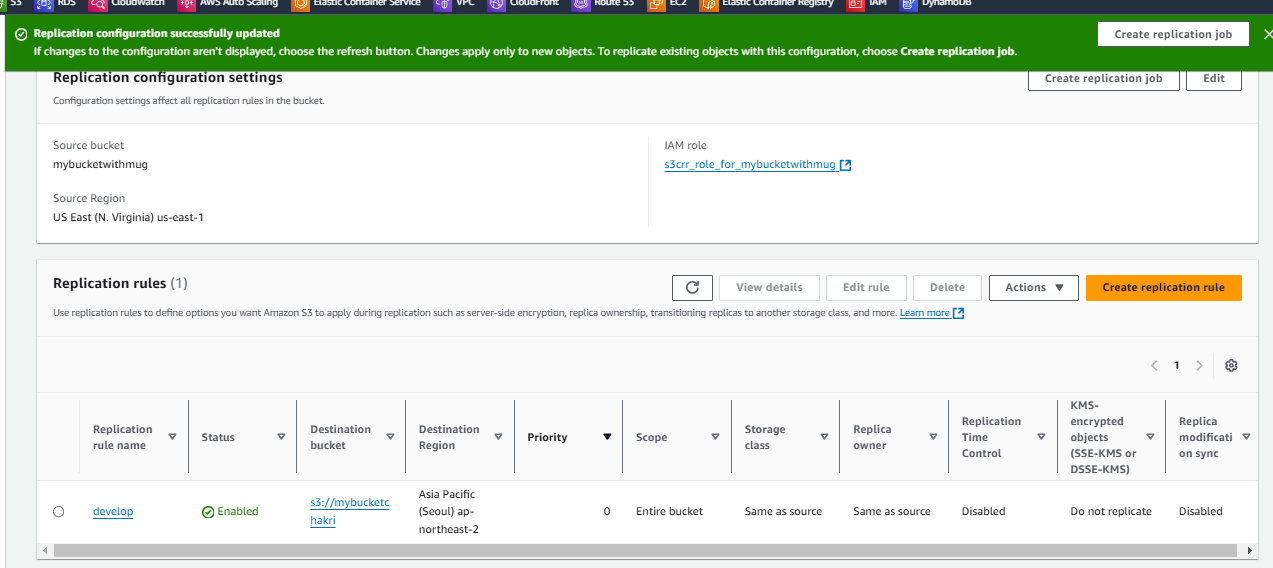 S3 RDS CloudWatch AWS Auto Scaling Elastic Container Service VPC CloudFront Route 53 EC2 Elastic Container Registry IAM DynamoDB
Replication configuration successfully updated
If changes to the configuration aren't displayed, choose the refresh button. Changes apply only to new objects. To replicate existing objects with this configuration, choose Create replication job.
Create replication job
Replication configuration settings
Create replication job Edit
Configuration settings affect all replication rules in the bucket.
Source bucket
mybucketwithmug
Source Region
US East (N. Virginia) us-east-1
IAM role
s3crr_role_for_mybucketwithmug
Replication rules (1)
View details Edit rule Delete Actions Create replication rule
Use replication rules to define options you want Amazon S3 to apply during replication such as server-side encryption, replica ownership, transitioning replicas to another storage class, and more. Learn more
1
Replication
rule name
Status
Destination
bucket
Destination
Region
Priority
Scope
Storage
class
Replica
owner
Replication
Time
Control
KMS-
encrypted
objects
(SSE-KMS or
DSSE-KMS)
Replica
modificati
on sync
develop
Enabled
s3://mybucketc
hakri
Asia Pacific
(Seoul) ap-
northeast-2
0
Entire bucket
Same as source
Same as source
Disabled
Do not replicate
Disabled